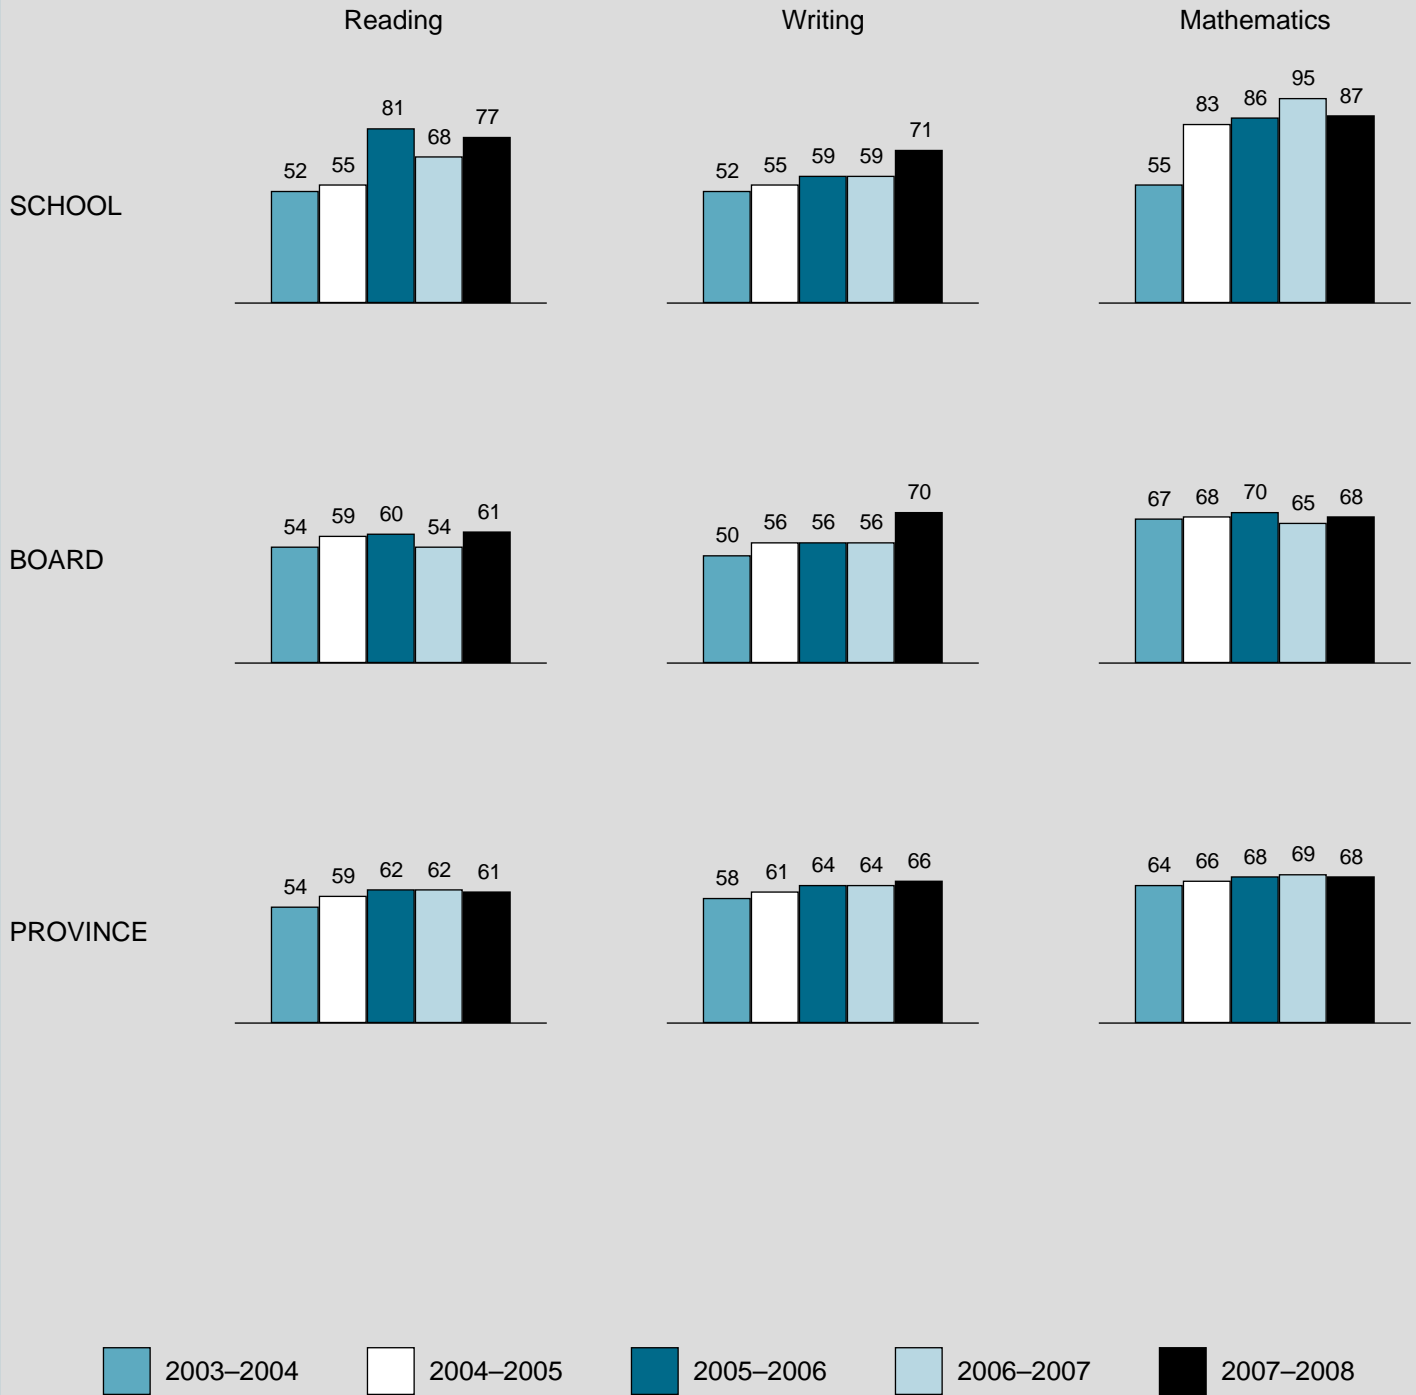 Reading Writing Mathematics
SCHOOL
52 55 81 68 77
52 55 59 59 71
55 83 86 95 87
BOARD
54 59 60 54 61
50 56 56 56 70
67 68 70 65 68
PROVINCE
54 59 62 62 61
58 61 64 64 66
64 66 68 69 68
2003–2004 2004–2005 2005–2006 2006–2007 2007–2008